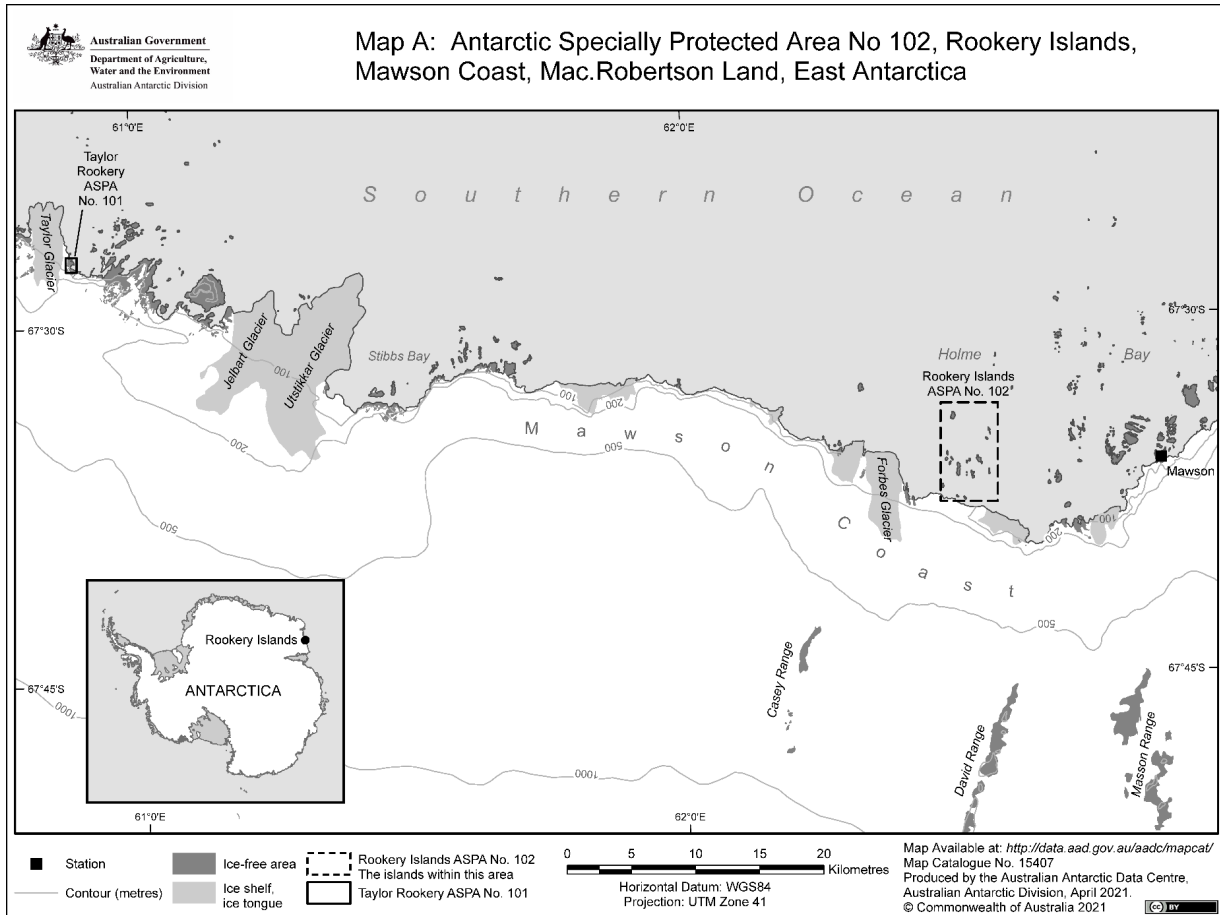 Australian Government
Department of Agriculture,
Water and the Environment
Australian Antarctic Division
Map A: Antarctic Specially Protected Area No 102, Rookery Islands,
Mawson Coast, Mac.Robertson Land, East Antarctica
61°0'E
62°0'E
Taylor
Rookery
ASPA
No. 101
Southern Ocean
Taylor Glacier
67°30'S
67°30'S
Jelbart Glacier
Utstikkar Glacier
100
Stibbs Bay
Holme Bay
Rookery Islands
ASPA No. 102
200
100
200
500
Mawson Coast
Forbes Glacier
Mawson
100
200
500
500
Casey Range
David Range
Masson Range
67°45'S
67°45'S
1000
1000
Rookery Islands
ANTARCTICA
61°0'E
62°0'E
Station
Contour (metres)
Ice-free area
Ice shelf,
ice tongue
Rookery Islands ASPA No. 102
The islands within this area
Taylor Rookery ASPA No. 101
0 5 10 15 20
Kilometres
Horizontal Datum: WGS84
Projection: UTM Zone 41
Map Available at: http://data.aad.gov.au/aadc/mapcat/
Map Catalogue No. 15407
Produced by the Australian Antarctic Data Centre,
Australian Antarctic Division, April 2021.
© Commonwealth of Australia 2021
cc BY